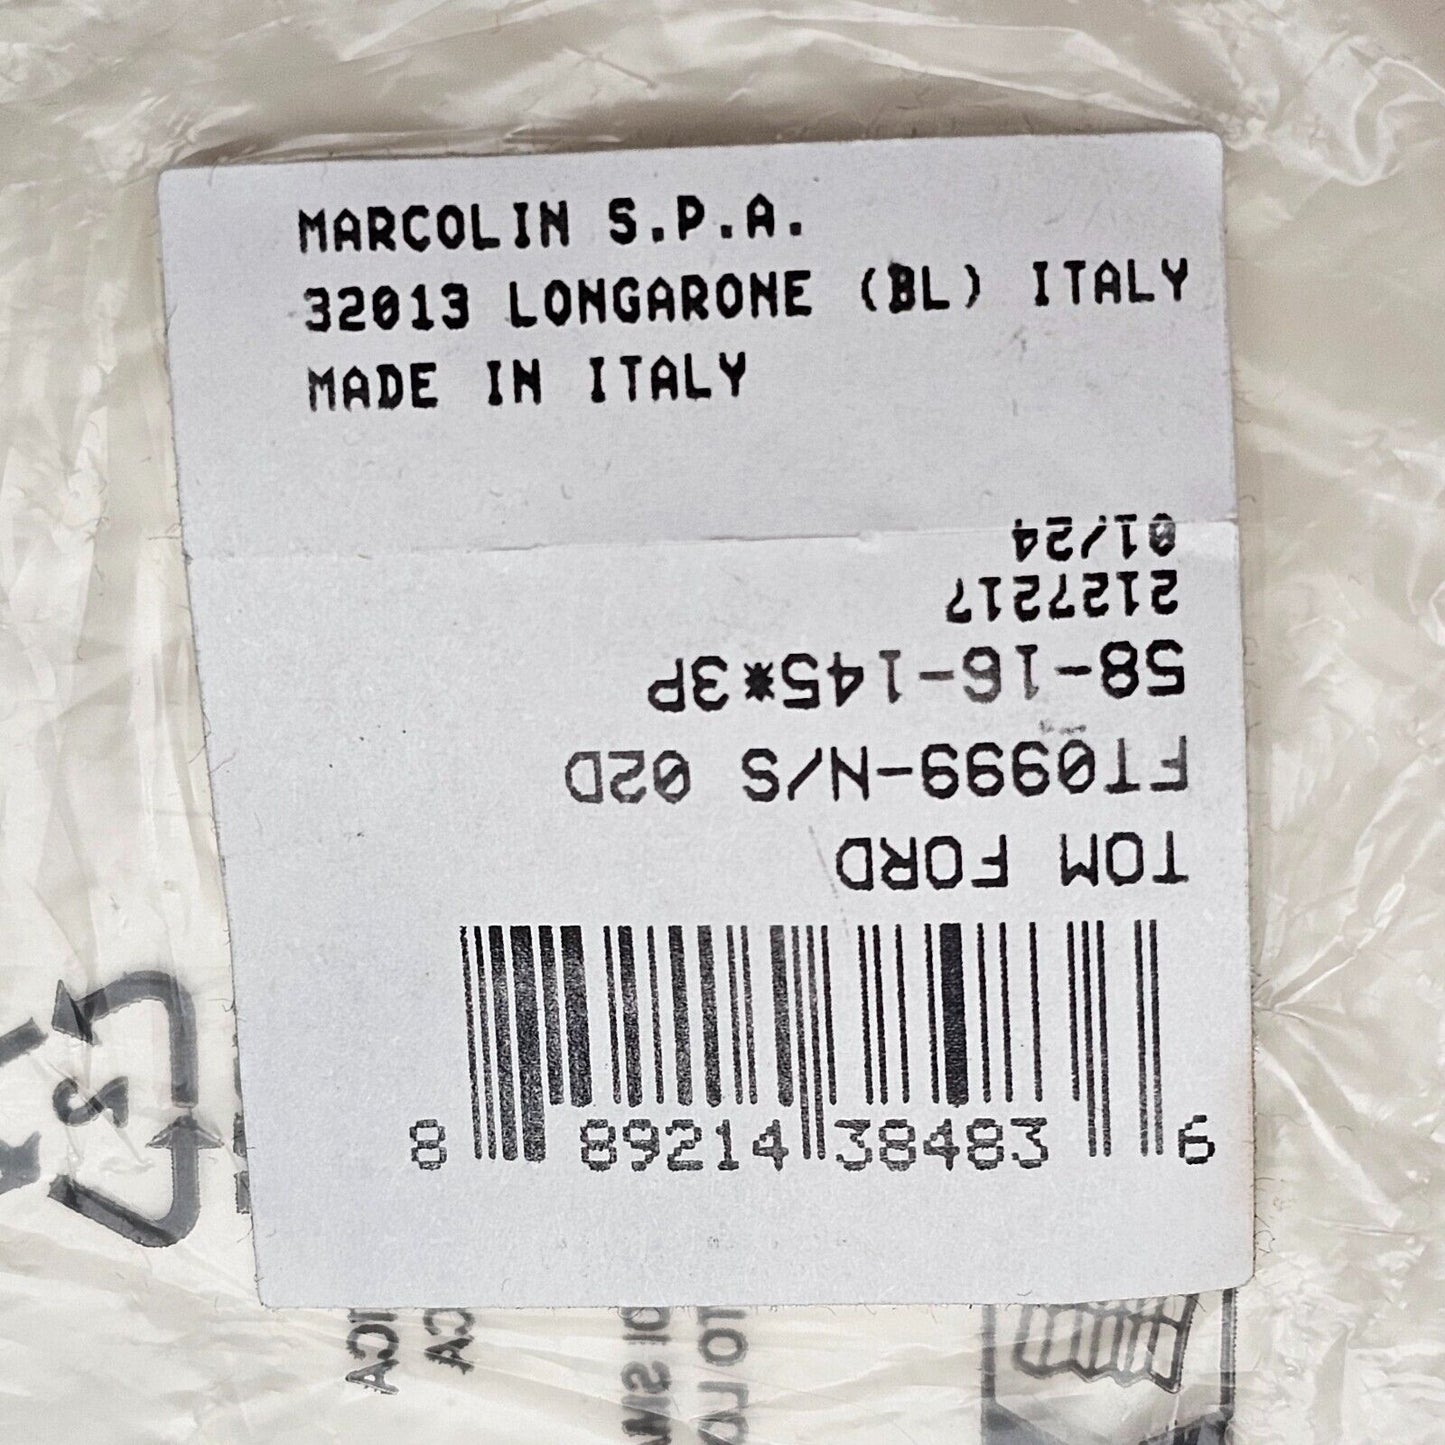 MARCOLIN S.P.A.
32013 LONGARONE (BL) ITALY
MADE IN ITALY
TOM FORD
FT0999-N/S 02D
58-16-145*3P
2127217
01/24
8 89214 38483 6
2